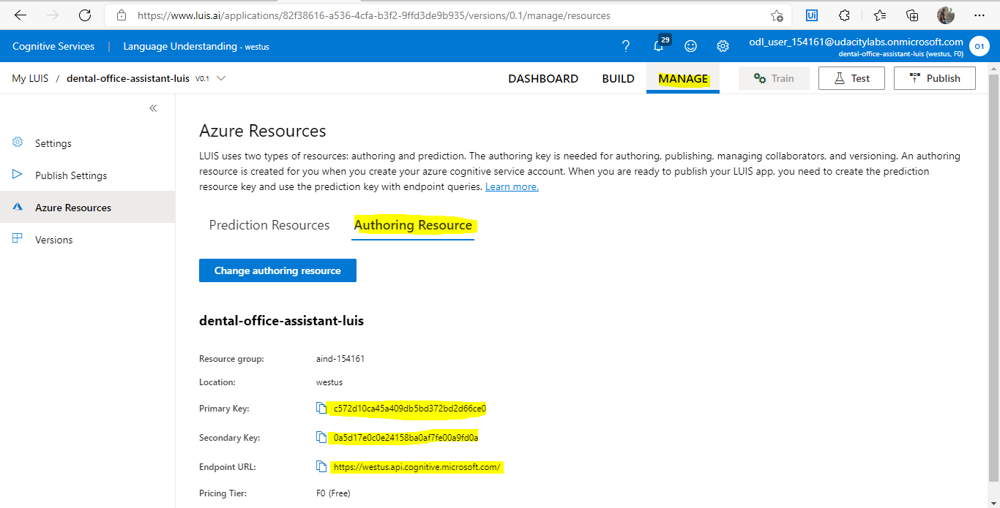 https://www.luis.ai/applications/82f38616-a536-4cfa-b3f2-9ffd3de9b935/versions/0.1/manage/resources
Cognitive Services | Language Understanding - westus
29
odl_user_154161@udacitylabs.onmicrosoft.com
dental-office-assistant-luis (westus, F0)
O1
My LUIS / dental-office-assistant-luis V0.1
DASHBOARD BUILD MANAGE Train Test Publish
Settings
Publish Settings
Azure Resources
Versions
Azure Resources
LUIS uses two types of resources: authoring and prediction. The authoring key is needed for authoring, publishing, managing collaborators, and versioning. An authoring
resource is created for you when you create your azure cognitive service account. When you are ready to publish your LUIS app, you need to create the prediction
resource key and use the prediction key with endpoint queries. Learn more.
Prediction Resources Authoring Resource
Change authoring resource
dental-office-assistant-luis
Resource group: aind-154161
Location: westus
Primary Key: c572d10ca45a409db5bd372bd2d66ce0
Secondary Key: 0a5d17e0c0e24158ba0af7fe00a9fd0a
Endpoint URL: https://westus.api.cognitive.microsoft.com/
Pricing Tier: F0 (Free)